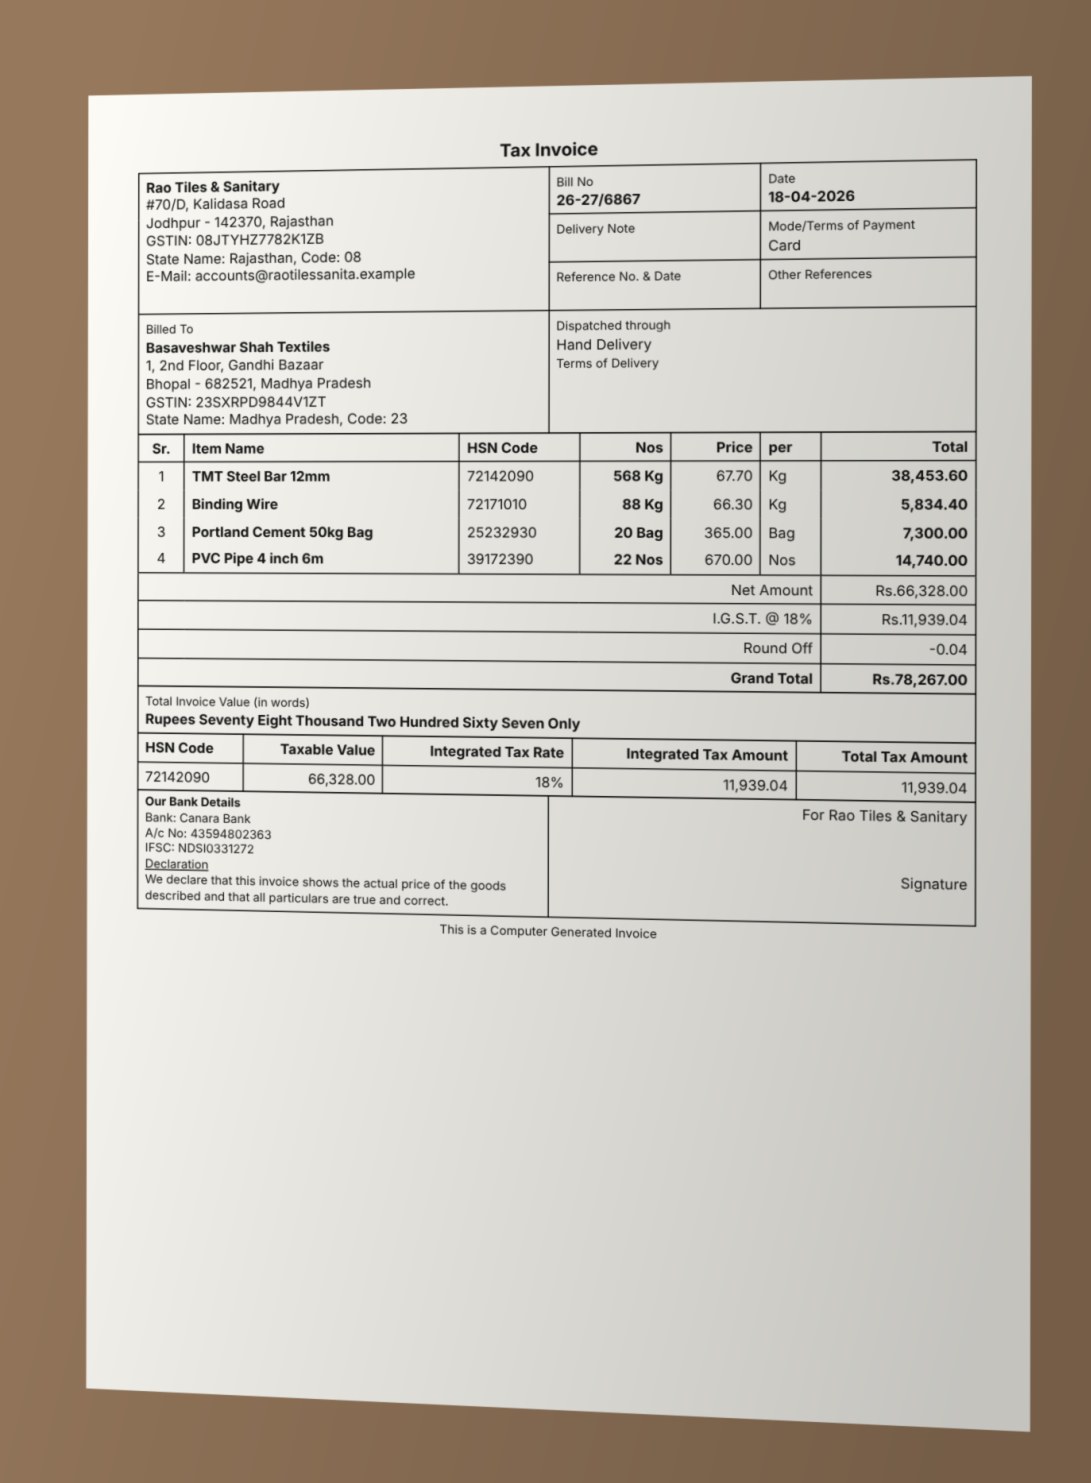 Tax Invoice
Rao Tiles & Sanitary
#70/D, Kalidasa Road
Jodhpur - 142370, Rajasthan
GSTIN: 08JTYHZ7782K1ZB
State Name: Rajasthan, Code: 08
E-Mail: accounts@raotilessanita.example
Bill No
26-27/6867
Date
18-04-2026
Delivery Note
Mode/Terms of Payment
Card
Reference No. & Date
Other References
Billed To
Basaveshwar Shah Textiles
1, 2nd Floor, Gandhi Bazaar
Bhopal - 682521, Madhya Pradesh
GSTIN: 23SXRPD9844V1ZT
State Name: Madhya Pradesh, Code: 23
Dispatched through
Hand Delivery
Terms of Delivery
Sr. Item Name HSN Code Nos Price per Total
1 TMT Steel Bar 12mm 72142090 568 Kg 67.70 Kg 38,453.60
2 Binding Wire 72171010 88 Kg 66.30 Kg 5,834.40
3 Portland Cement 50kg Bag 25232930 20 Bag 365.00 Bag 7,300.00
4 PVC Pipe 4 inch 6m 39172390 22 Nos 670.00 Nos 14,740.00
Net Amount Rs.66,328.00
I.G.S.T. @ 18% Rs.11,939.04
Round Off -0.04
Grand Total Rs.78,267.00
Total Invoice Value (in words)
Rupees Seventy Eight Thousand Two Hundred Sixty Seven Only
HSN Code Taxable Value Integrated Tax Rate Integrated Tax Amount Total Tax Amount
72142090 66,328.00 18% 11,939.04 11,939.04
Our Bank Details
Bank: Canara Bank
A/c No: 43594802363
IFSC: NDSI0331272
Declaration
We declare that this invoice shows the actual price of the goods
described and that all particulars are true and correct.
For Rao Tiles & Sanitary
Signature
This is a Computer Generated Invoice